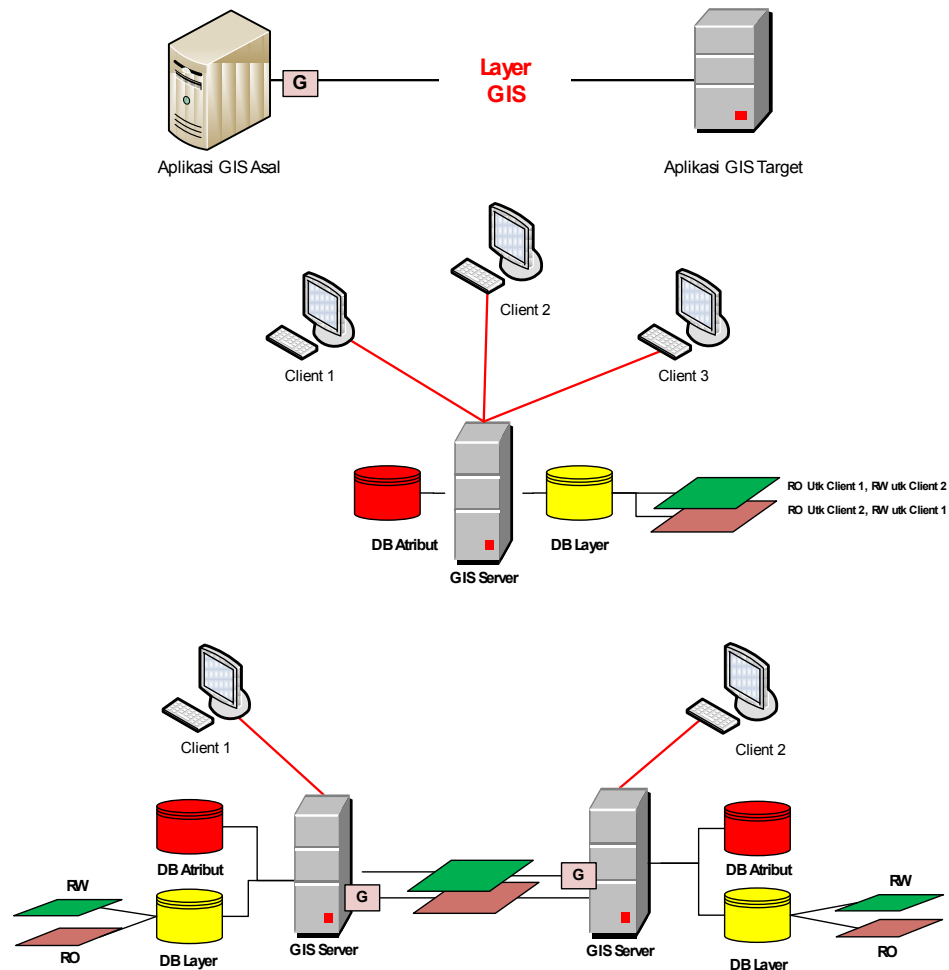 G
Layer
GIS
Aplikasi GIS Asal
Aplikasi GIS Target
Client 2
Client 1
Client 3
RO Utk Client 1, RW utk Client 2
RO Utk Client 2, RW utk Client 1
DB Atribut
DB Layer
GIS Server
Client 1
Client 2
DB Atribut
DB Atribut
G
RW
RW
G
RO
DB Layer
GIS Server
GIS Server
DB Layer
RO